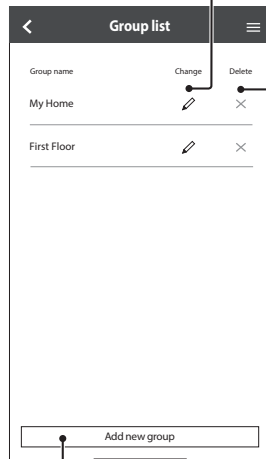 Group list
Group name Change Delete
My Home
First Floor
Add new group